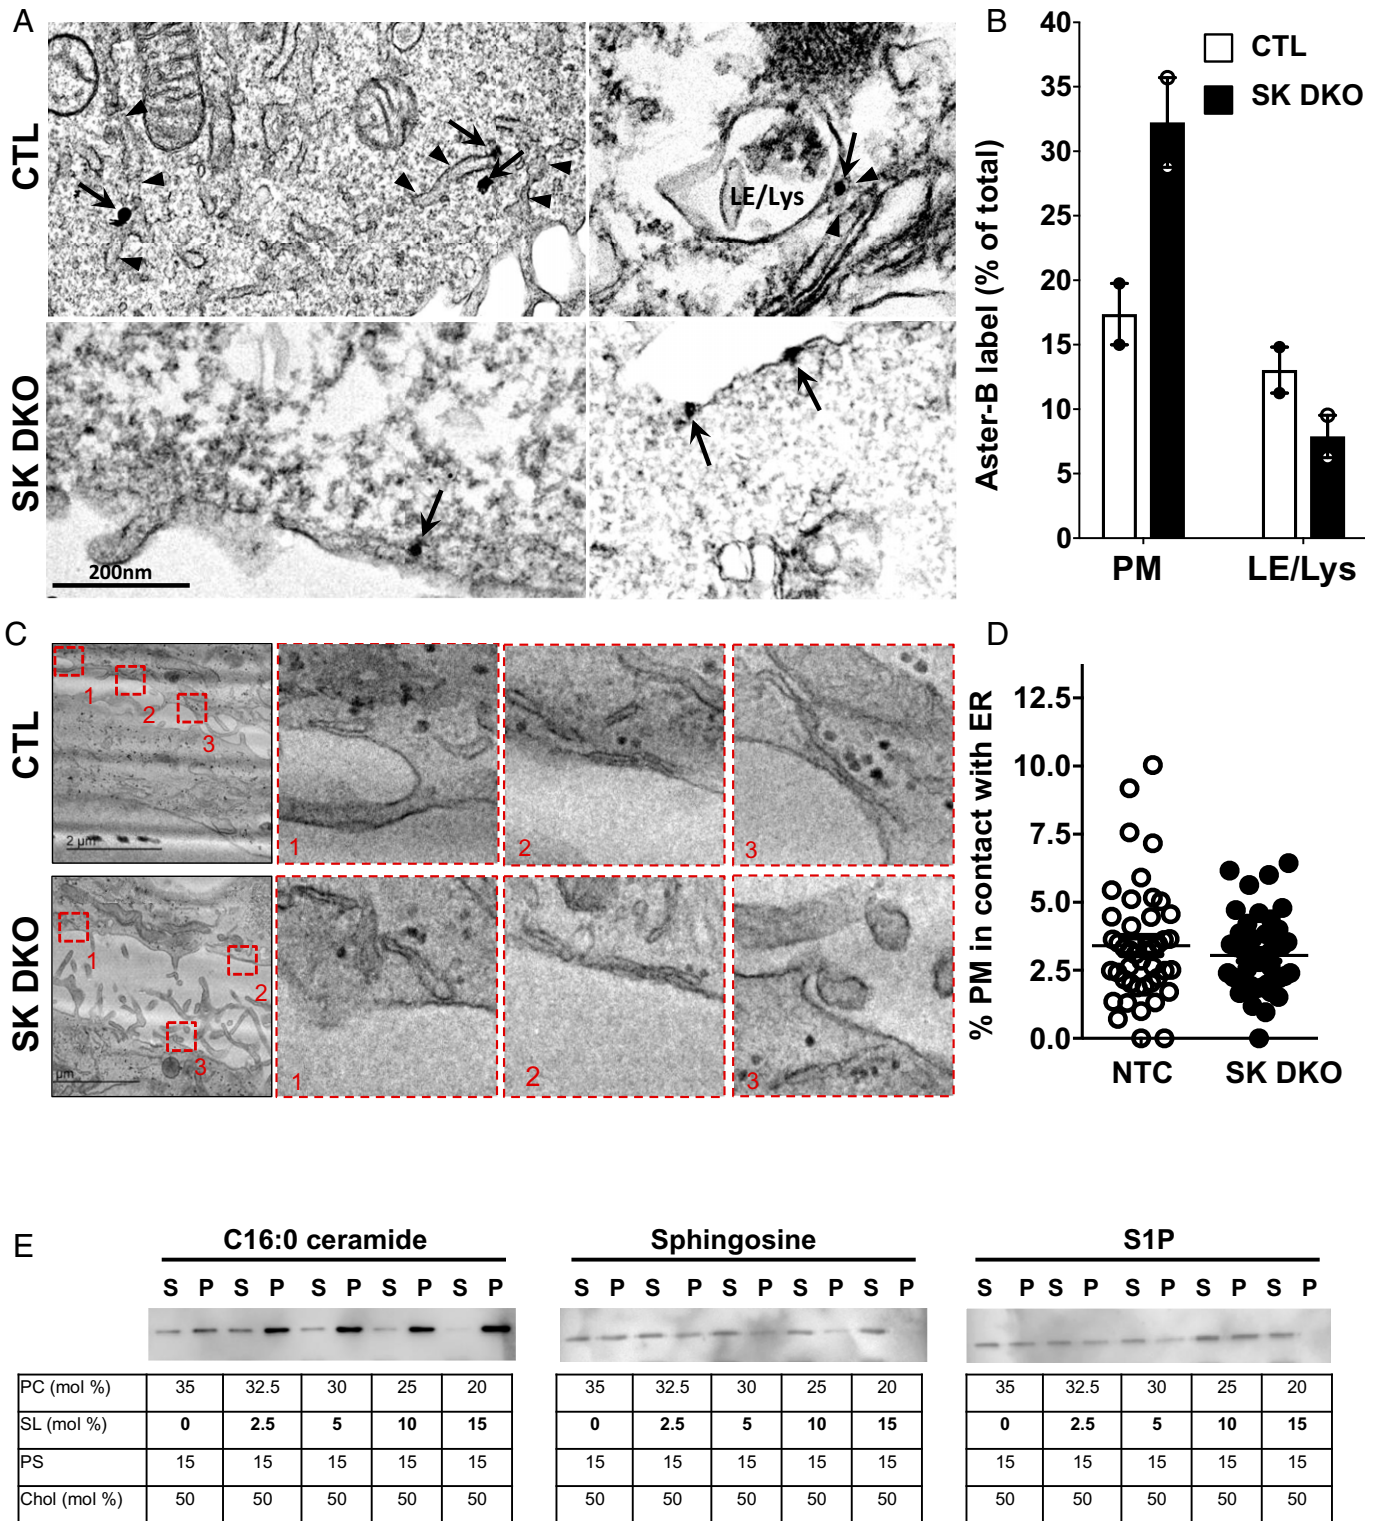 A
CTL
LE/Lys
SK DKO
200nm
B
CTL
SK DKO
Aster-B label (% of total)
40
35
30
25
20
15
10
5
0
PM LE/Lys
C
CTL
1
2
3
2 µm
1
2
3
SK DKO
1
2
3
µm
1
2
3
D
% PM in contact with ER
12.5
10.0
7.5
5.0
2.5
0.0
NTC SK DKO
E
C16:0 ceramide Sphingosine S1P
S P S P S P S P S P S P S P S P S P S P S P S P S P S P S P
PC (mol %) 35 32.5 30 25 20 35 32.5 30 25 20 35 32.5 30 25 20
SL (mol %) 0 2.5 5 10 15 0 2.5 5 10 15 0 2.5 5 10 15
PS 15 15 15 15 15 15 15 15 15 15 15 15 15 15 15
Chol (mol %) 50 50 50 50 50 50 50 50 50 50 50 50 50 50 50